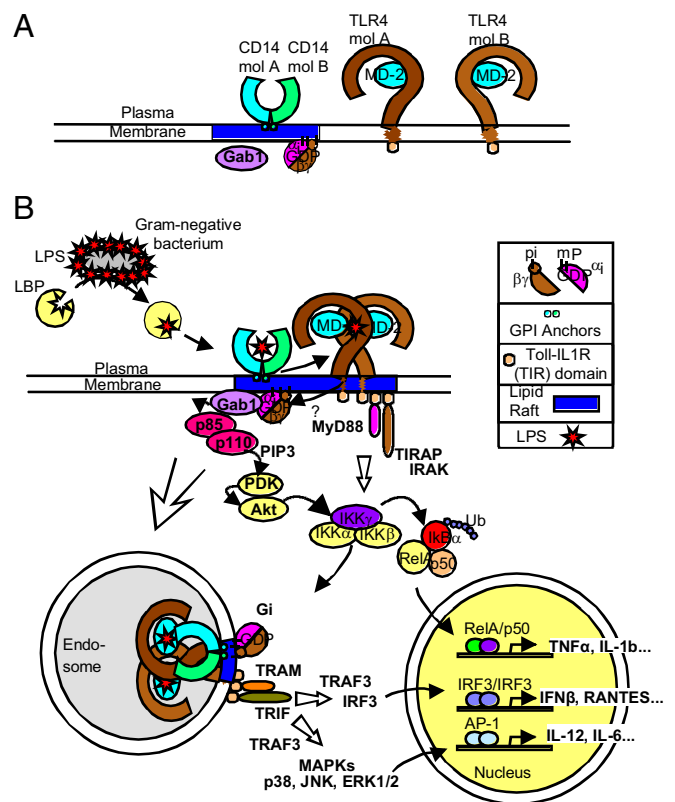 A
CD14 mol A
CD14 mol B
TLR4 mol A
TLR4 mol B
MD-2
MD-2
Plasma
Membrane
Gab1
αi
GDP
βγ
B
Gram-negative
bacterium
LPS
LBP
MD-2
Plasma
Membrane
Gab1
?
MyD88
p85
p110
PIP3
TIRAP
IRAK
PDK
Akt
IKKγ
IKKα
IKKβ
Ub
IkBα
RelA
p50
pi
mP
βγ
GDP
αi
GPI Anchors
Toll-IL1R
(TIR) domain
Lipid
Raft
LPS
Endo-
some
Gi
GDP
TRAM
TRIF
TRAF3
IRF3
TRAF3
MAPKs
p38, JNK, ERK1/2
RelA/p50
TNFα, IL-1b...
IRF3/IRF3
IFNβ, RANTES...
AP-1
IL-12, IL-6...
Nucleus